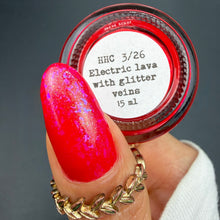 HHC 3/26
Electric lava
with glitter
veins
15 ml